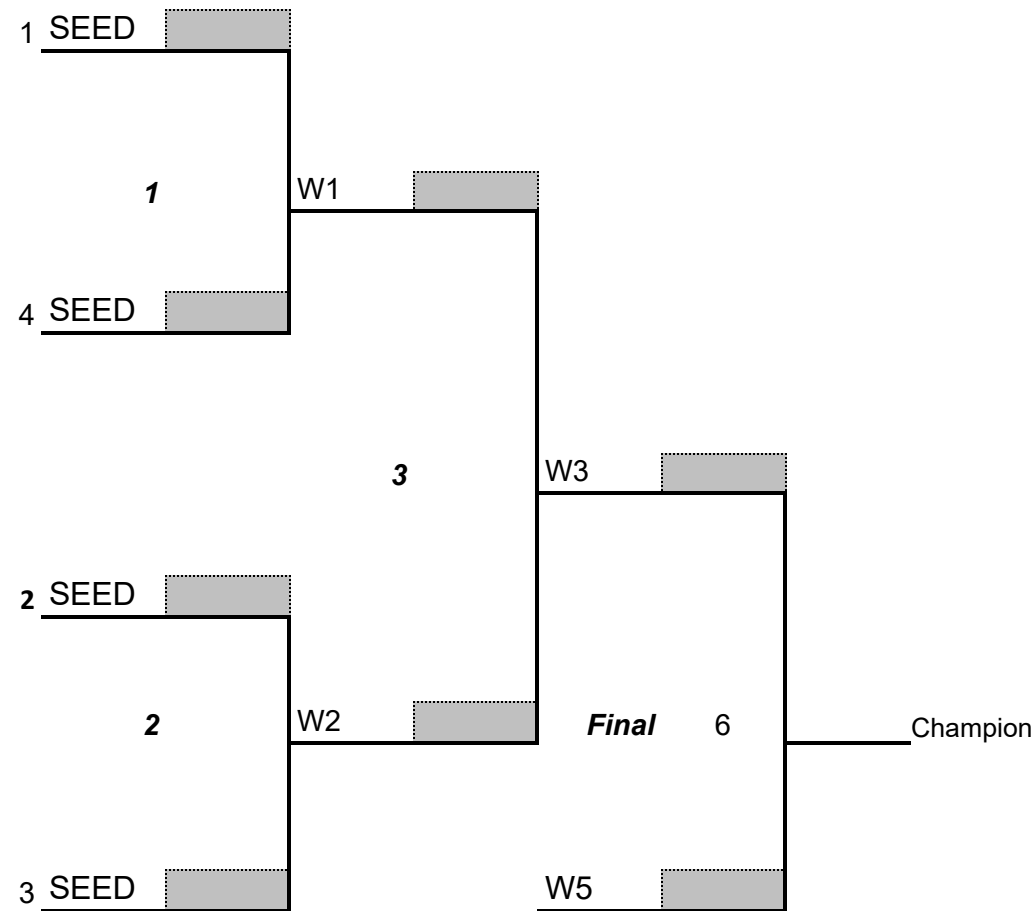 1 SEED
1 W1
4 SEED
3 W3
2 SEED
2 W2 Final 6 Champion
3 SEED W5